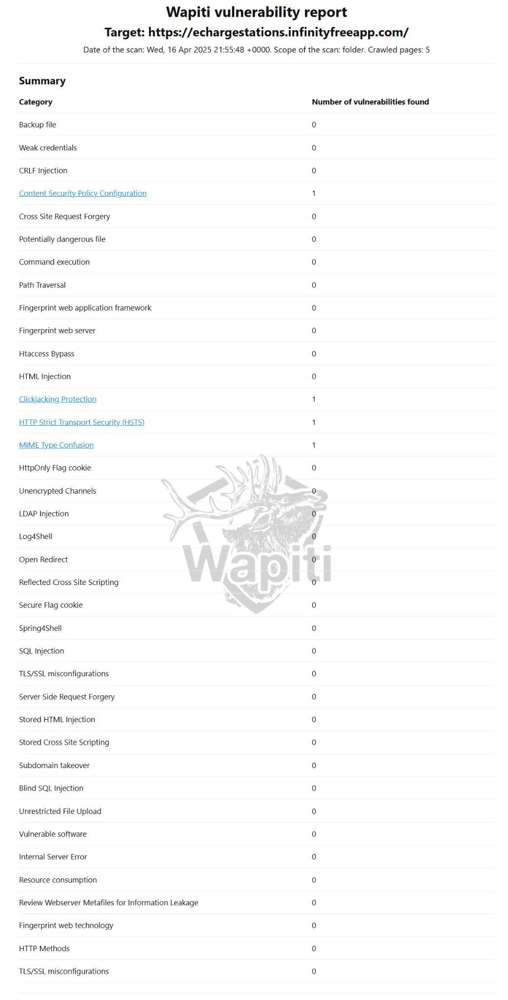 Wapiti vulnerability report
Target: https://echargestations.infinityfreeapp.com/
Date of the scan: Wed, 16 Apr 2025 21:55:48 +0000. Scope of the scan: folder. Crawled pages: 5
Summary
Category Number of vulnerabilities found
Backup file 0
Weak credentials 0
CRLF Injection 0
Content Security Policy Configuration 1
Cross Site Request Forgery 0
Potentially dangerous file 0
Command execution 0
Path Traversal 0
Fingerprint web application framework 0
Fingerprint web server 0
Htaccess Bypass 0
HTML Injection 0
Clickjacking Protection 1
HTTP Strict Transport Security (HSTS) 1
MIME Type Confusion 1
HttpOnly Flag cookie 0
Unencrypted Channels 0
LDAP Injection 0
Log4Shell 0
Open Redirect 0
Wapiti
Reflected Cross Site Scripting 0
Secure Flag cookie 0
Spring4Shell 0
SQL Injection 0
TLS/SSL misconfigurations 0
Server Side Request Forgery 0
Stored HTML Injection 0
Stored Cross Site Scripting 0
Subdomain takeover 0
Blind SQL Injection 0
Unrestricted File Upload 0
Vulnerable software 0
Internal Server Error 0
Resource consumption 0
Review Webserver Metafiles for Information Leakage 0
Fingerprint web technology 0
HTTP Methods 0
TLS/SSL misconfigurations 0